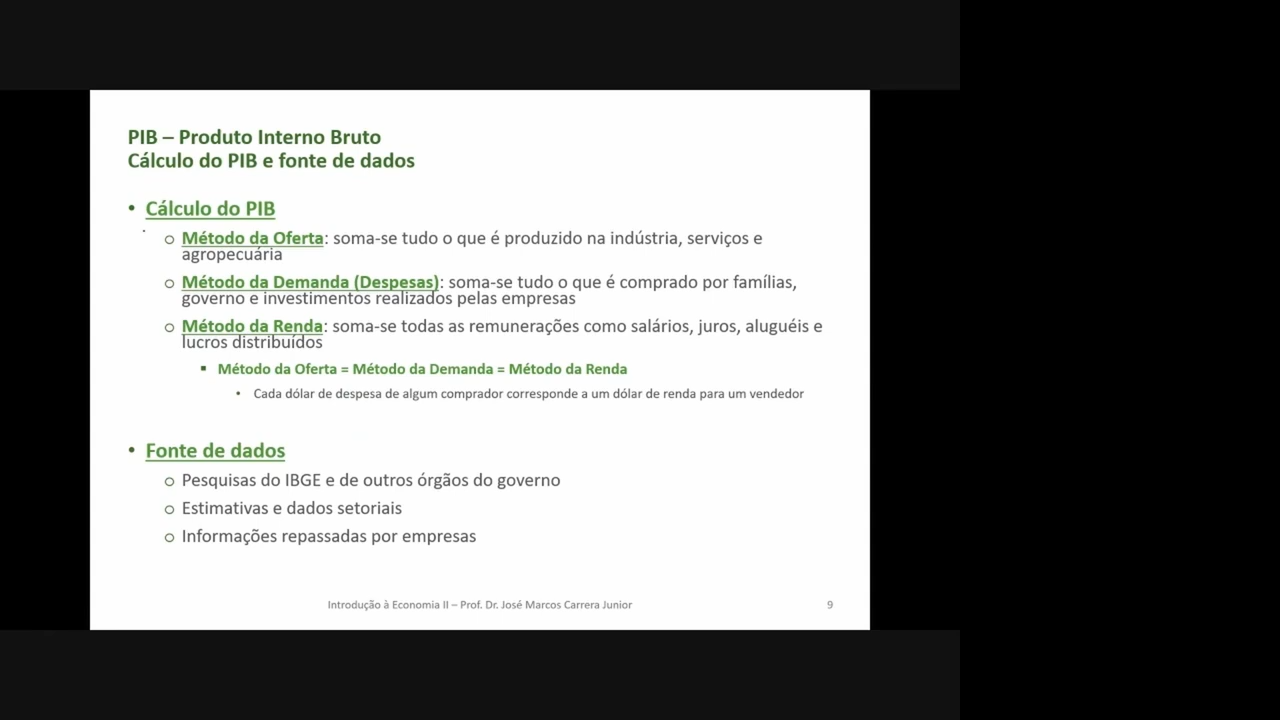 PIB – Produto Interno Bruto
Cálculo do PIB e fonte de dados
• Cálculo do PIB
o Método da Oferta: soma-se tudo o que é produzido na indústria, serviços e
agropecuária
o Método da Demanda (Despesas): soma-se tudo o que é comprado por famílias,
governo e investimentos realizados pelas empresas
o Método da Renda: soma-se todas as remunerações como salários, juros, aluguéis e
lucros distribuídos
▪ Método da Oferta = Método da Demanda = Método da Renda
• Cada dólar de despesa de algum comprador corresponde a um dólar de renda para um vendedor
• Fonte de dados
o Pesquisas do IBGE e de outros órgãos do governo
o Estimativas e dados setoriais
o Informações repassadas por empresas
Introdução à Economia II – Prof. Dr. José Marcos Carrera Junior
9